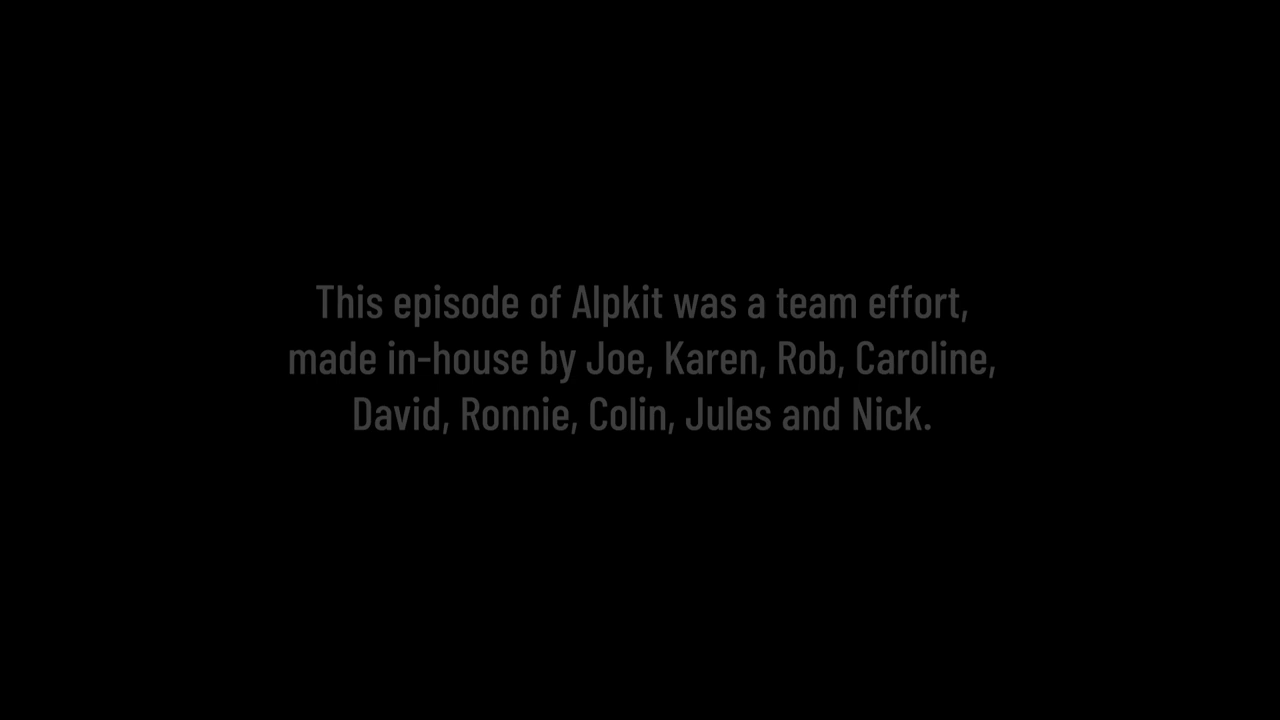 This episode of Alpkit was a team effort,
made in-house by Joe, Karen, Rob, Caroline,
David, Ronnie, Colin, Jules and Nick.